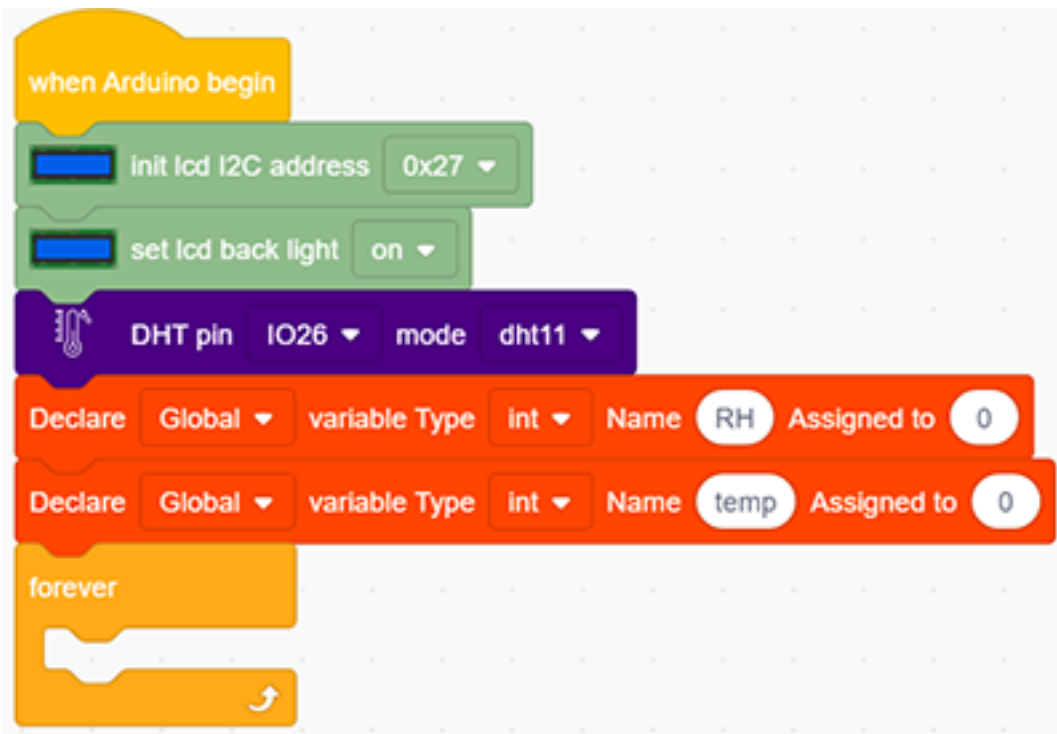 when Arduino begin
init lcd I2C address 0x27
set lcd back light on
DHT pin IO26 mode dht11
Declare Global variable Type int Name RH Assigned to 0
Declare Global variable Type int Name temp Assigned to 0
forever